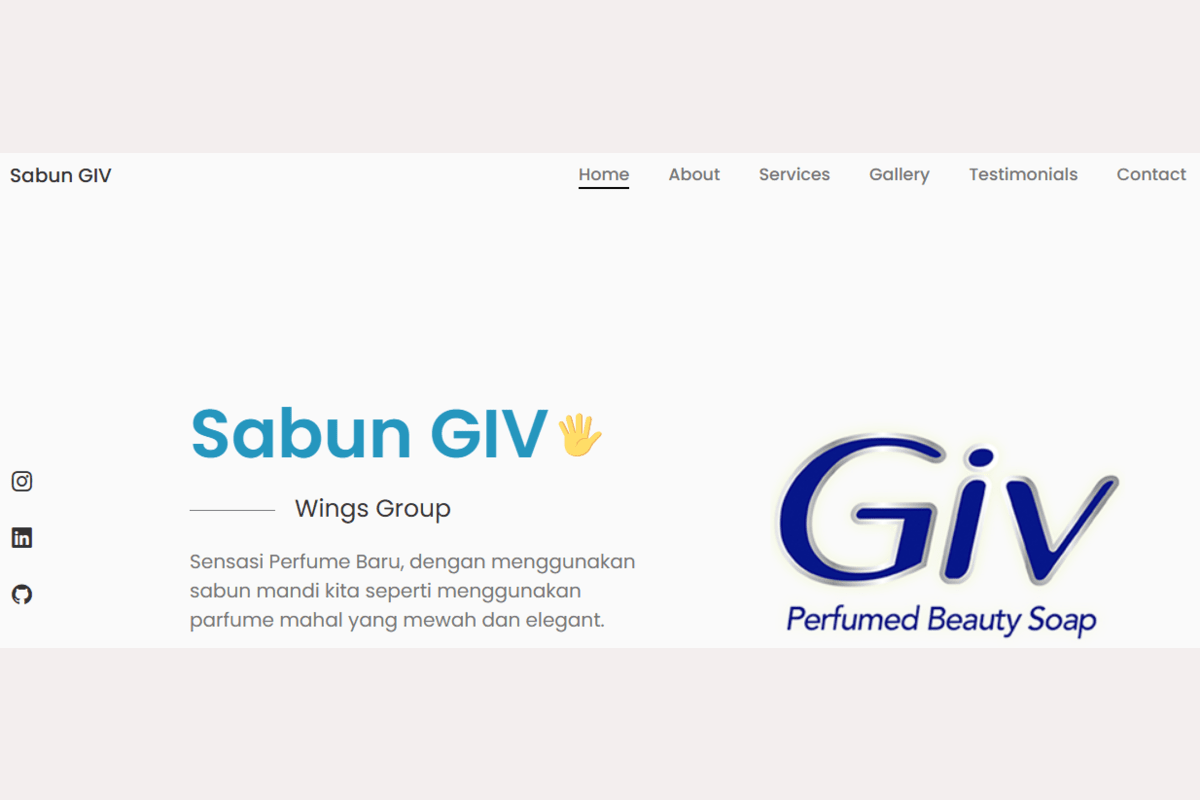 Sabun GIV
Home About Services Gallery Testimonials Contact
Sabun GIV🖐
Wings Group
Sensasi Perfume Baru, dengan menggunakan
sabun mandi kita seperti menggunakan
parfume mahal yang mewah dan elegant.
in
Giv
Perfumed Beauty Soap